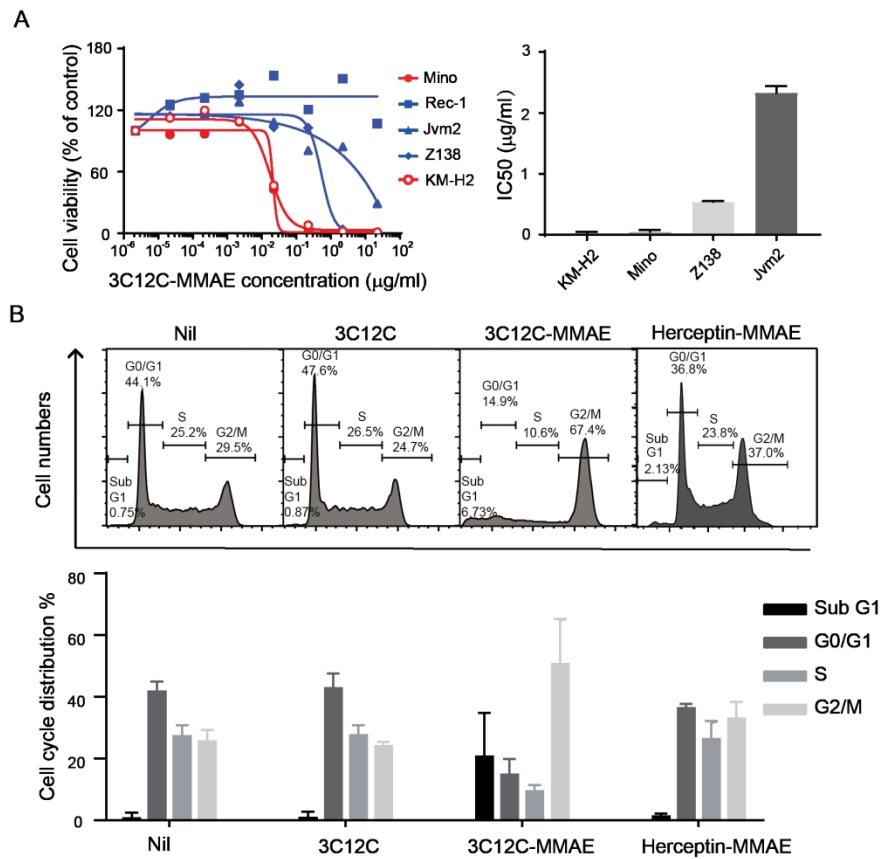 A
180
120
60
0
Cell viability (% of control)
10-6 10-5 10-4 10-3 10-2 10-1 100 101 102
3C12C-MMAE concentration (μg/ml)
Mino
Rec-1
Jvm2
Z138
KM-H2
3
2
1
0
IC50 (μg/ml)
KM-H2 Mino Z138 Jvm2
B
Nil 3C12C 3C12C-MMAE Herceptin-MMAE
Cell numbers
G0/G1
44.1%
S
25.2%
G2/M
29.5%
Sub
G1
0.75%
G0/G1
47.6%
S
26.5%
G2/M
24.7%
Sub
G1
0.87%
G0/G1
14.9%
S
10.6%
G2/M
67.4%
Sub
G1
6.73%
G0/G1
36.8%
S
23.8%
G2/M
37.0%
Sub
G1
2.13%
80
60
40
20
0
Cell cycle distribution %
Nil 3C12C 3C12C-MMAE Herceptin-MMAE
Sub G1
G0/G1
S
G2/M